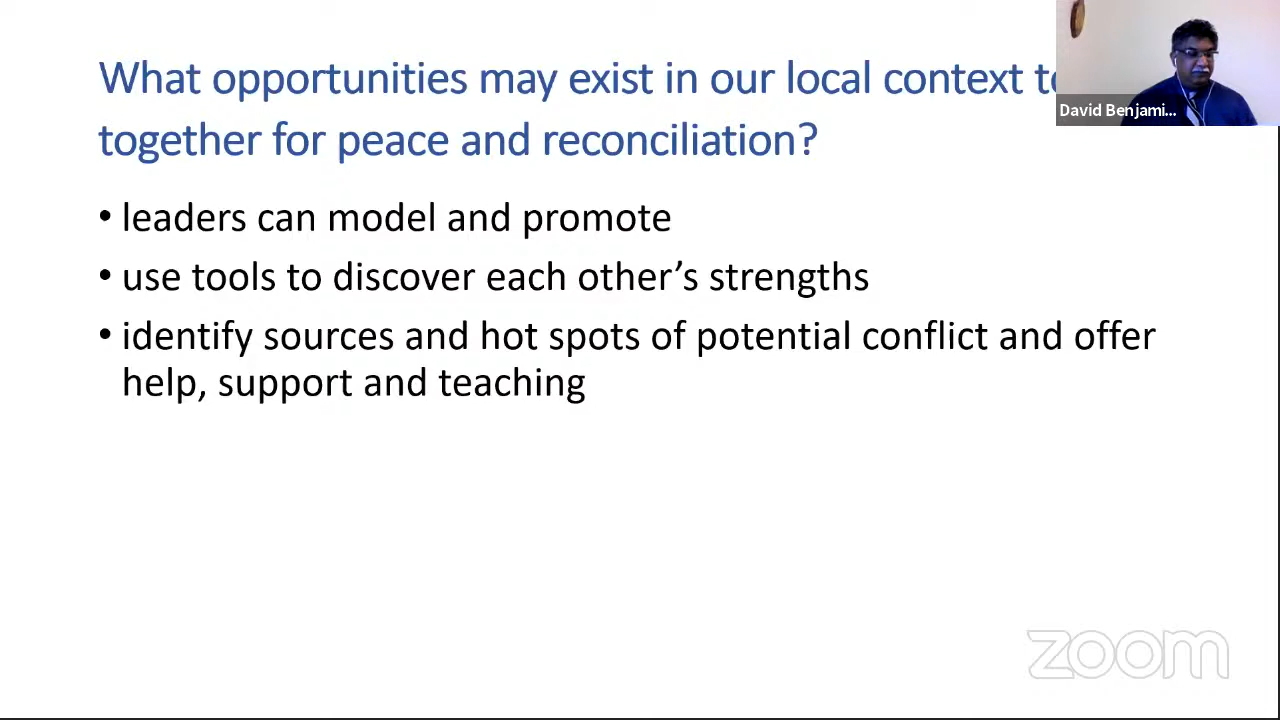 What opportunities may exist in our local context
together for peace and reconciliation?
David Benjami...
• leaders can model and promote
• use tools to discover each other’s strengths
• identify sources and hot spots of potential conflict and offer
help, support and teaching
zoom